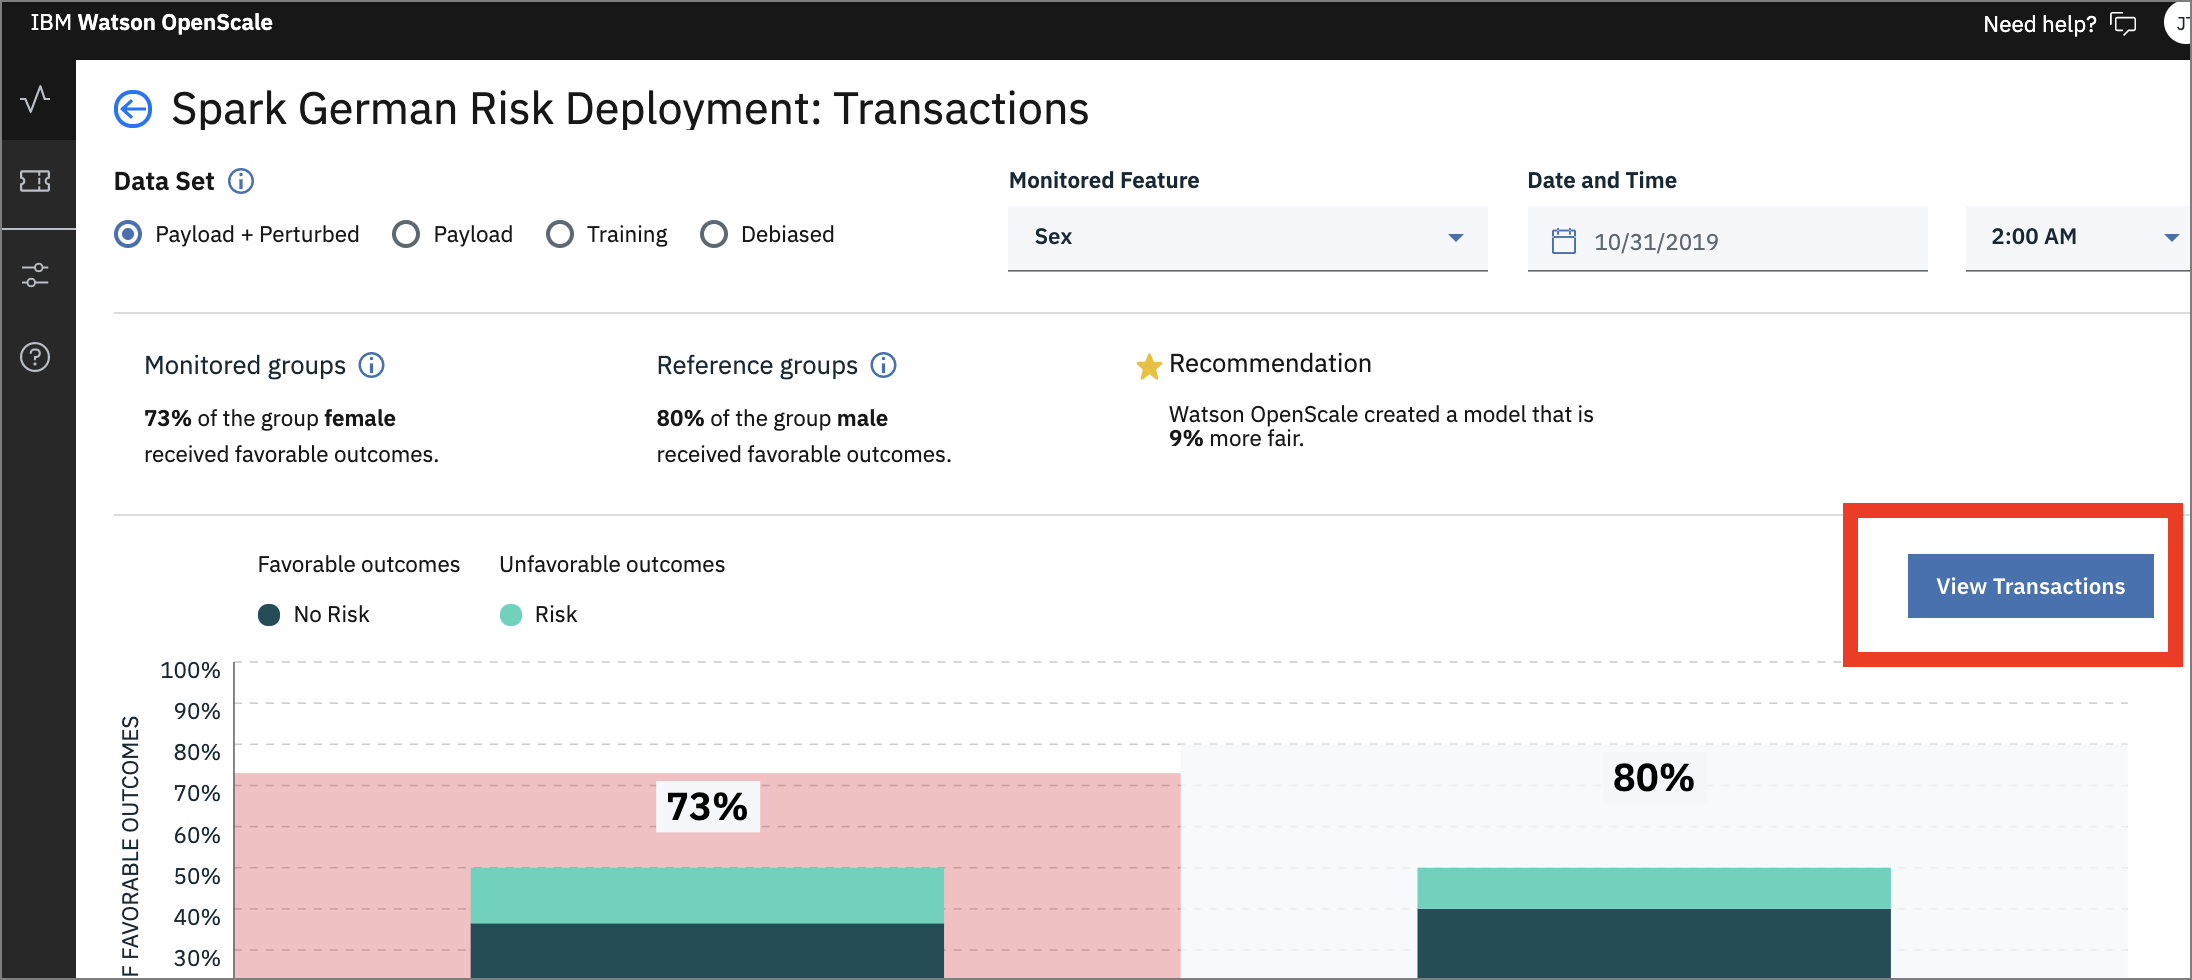 IBM Watson OpenScale
Need help?
JT
Spark German Risk Deployment: Transactions
Data Set
Payload + Perturbed
Payload
Training
Debiased
Monitored Feature
Sex
Date and Time
10/31/2019
2:00 AM
Monitored groups
73% of the group female
received favorable outcomes.
Reference groups
80% of the group male
received favorable outcomes.
Recommendation
Watson OpenScale created a model that is
9% more fair.
Favorable outcomes
No Risk
Unfavorable outcomes
Risk
View Transactions
F FAVORABLE OUTCOMES
100%
90%
80%
70%
60%
50%
40%
30%
73%
80%